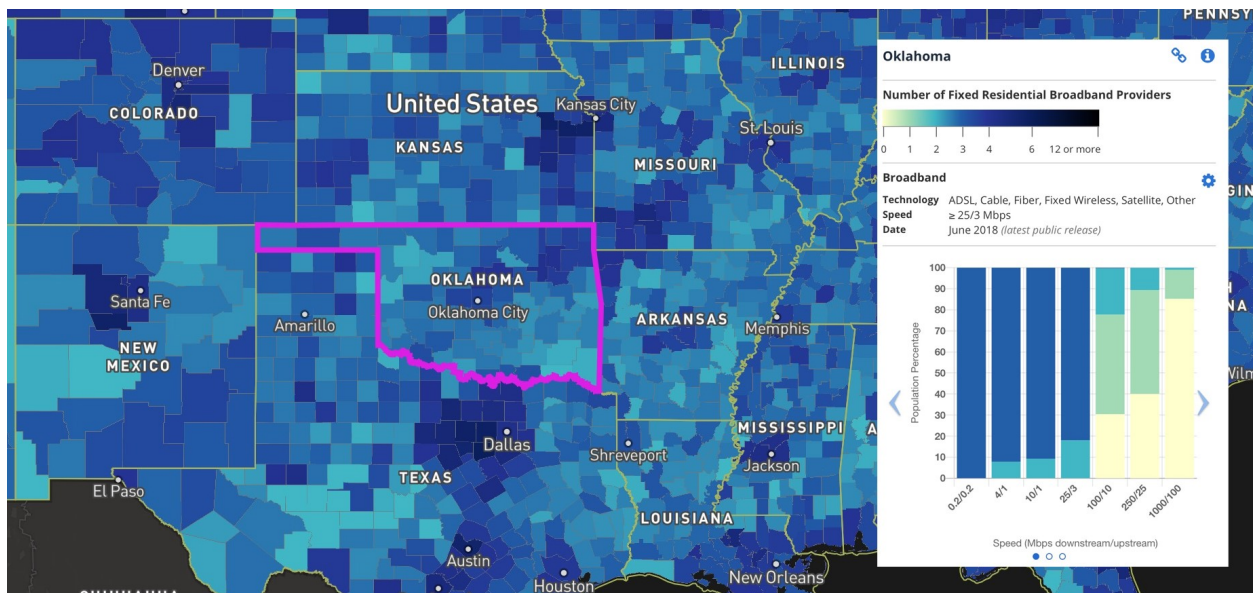 PENNSY
Denver
ILLINOIS
COLORADO
United States
Kansas City
KANSAS
St. Louis
MISSOURI
OKLAHOMA
Oklahoma City
Santa Fe
Amarillo
ARKANSAS
Memphis
NEW
MEXICO
Dallas
MISSISSIPPI
Shreveport
Jackson
TEXAS
El Paso
LOUISIANA
Austin
Houston
New Orleans
Oklahoma
Number of Fixed Residential Broadband Providers
0 1 2 3 4 6 12 or more
Broadband
Technology ADSL, Cable, Fiber, Fixed Wireless, Satellite, Other
Speed ≥ 25/3 Mbps
Date June 2018 (latest public release)
Population Percentage
100
90
80
70
60
50
40
30
20
10
0
0.2/0.2 4/1 10/1 25/3 100/10 250/25 1000/100
Speed (Mbps downstream/upstream)